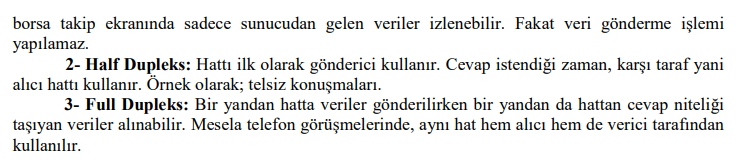 borsa takip ekranında sadece sunucudan gelen veriler izlenebilir. Fakat veri gönderme işlemi
yapılamaz.
2- Half Dupleks: Hattı ilk olarak gönderici kullanır. Cevap istendiği zaman, karşı taraf yani
alıcı hattı kullanır. Örnek olarak; telsiz konuşmaları.
3- Full Dupleks: Bir yandan hatta veriler gönderilirken bir yandan da hattan cevap niteliği
taşıyan veriler alınabilir. Mesela telefon görüşmelerinde, aynı hat hem alıcı hem de verici tarafından
kullanılır.